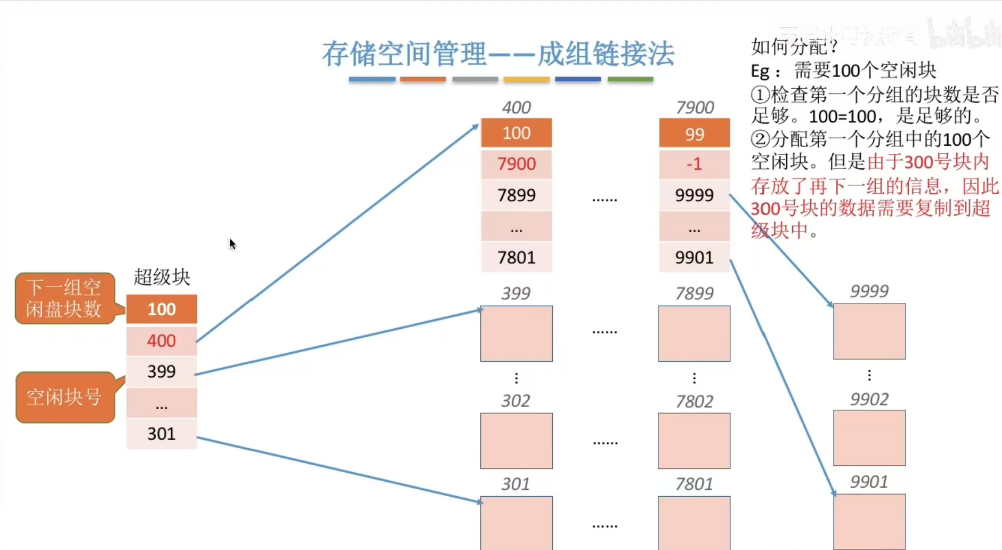 存储空间管理——成组链接法
如何分配？
Eg：需要100个空闲块
①检查第一个分组的块数是否
足够。100=100，是足够的。
②分配第一个分组中的100个
空闲块。但是由于300号块内
存放了再下一组的信息，因此
300号块的数据需要复制到超
级块中。
下一组空
闲盘块数
空闲块号
超级块
100
400
399
...
301
400
100
7900
7899
...
7801
......
7900
99
-1
9999
...
9901
399
......
7899
9999
⋮
⋮
⋮
302
......
7802
9902
301
......
7801
9901
bilibili